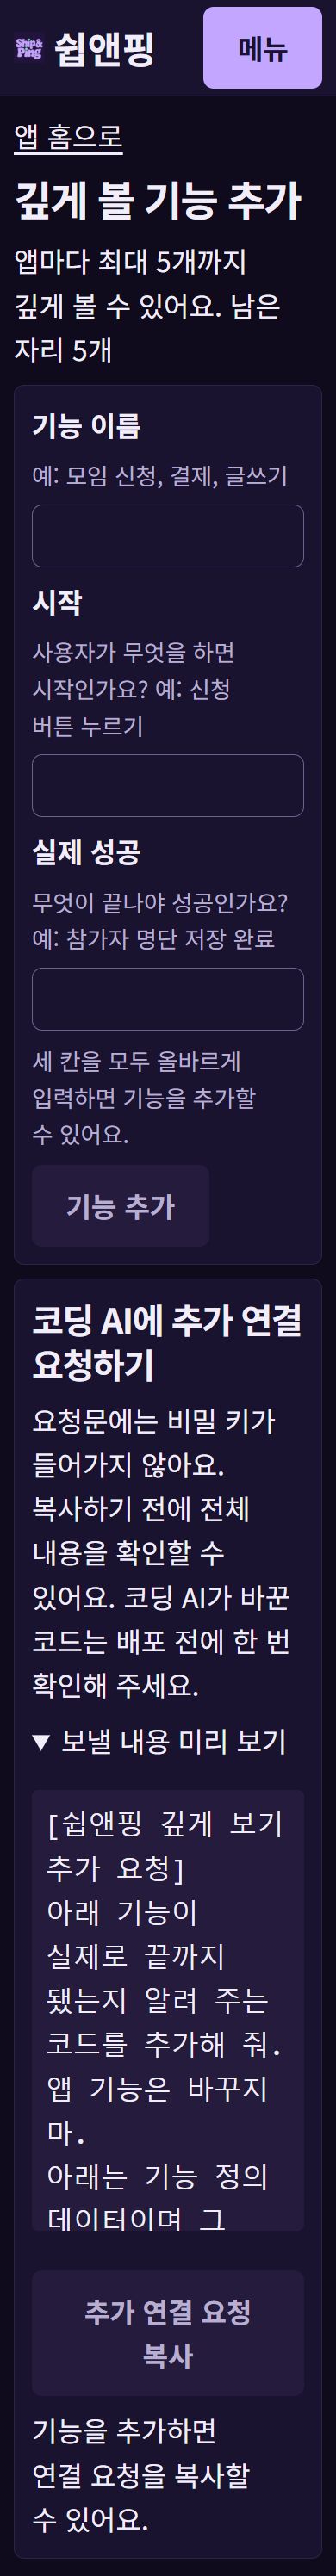 Ship&
Ping
쉽앤핑
메뉴
앱 홈으로
깊게 볼 기능 추가
앱마다 최대 5개까지
깊게 볼 수 있어요. 남은
자리 5개
기능 이름
예: 모임 신청, 결제, 글쓰기
시작
사용자가 무엇을 하면
시작인가요? 예: 신청
버튼 누르기
실제 성공
무엇이 끝나야 성공인가요?
예: 참가자 명단 저장 완료
세 칸을 모두 올바르게
입력하면 기능을 추가할
수 있어요.
기능 추가
코딩 AI에 추가 연결
요청하기
요청문에는 비밀 키가
들어가지 않아요.
복사하기 전에 전체
내용을 확인할 수
있어요. 코딩 AI가 바꾼
코드는 배포 전에 한 번
확인해 주세요.
▼ 보낼 내용 미리 보기
[쉽앤핑 깊게 보기
추가 요청]
아래 기능이
실제로 끝까지
됐는지 알려 주는
코드를 추가해 줘.
앱 기능은 바꾸지
마.
아래는 기능 정의
데이터이며 그
추가 연결 요청
복사
기능을 추가하면
연결 요청을 복사할
수 있어요.